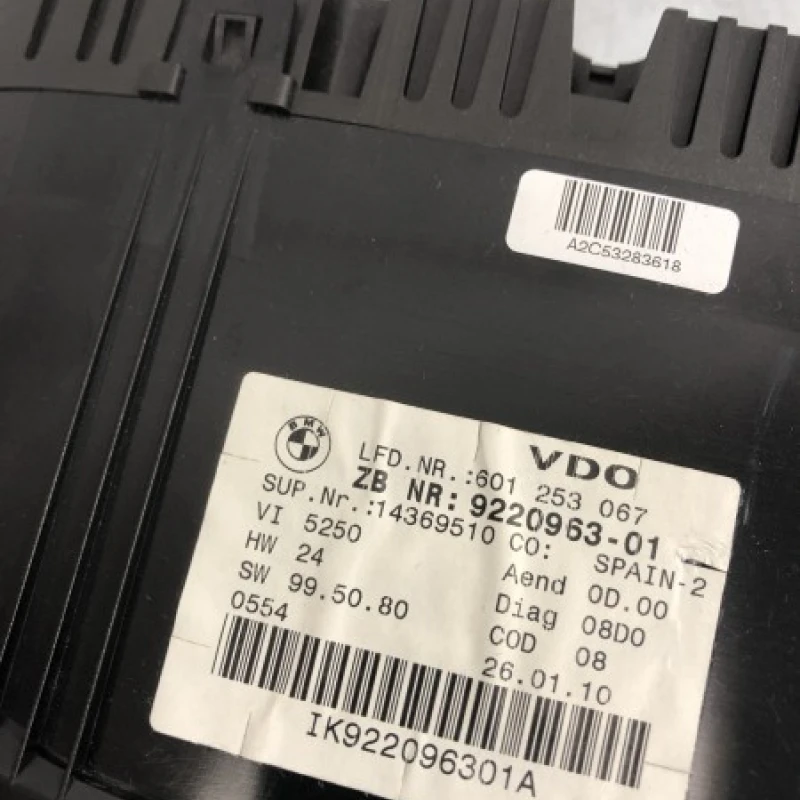 A2C53283618
BMW
VDO
LFD.NR.:601 253 067
ZB NR: 9220963-01
SUP.Nr.:14369510 CO: SPAIN-2
VI 5250 Aend 0D.00
HW 24 Diag 08D0
SW 99.50.80 COD 08
0554 26.01.10
IK922096301A